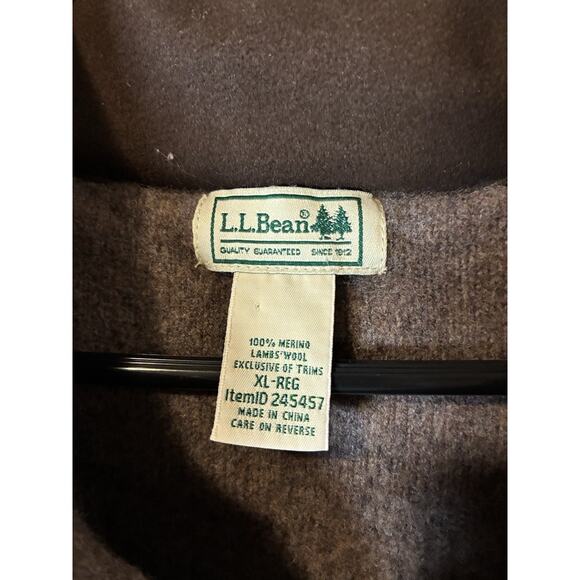 L.L.Bean®
QUALITY GUARANTEED SINCE 1912
100% MERINO
LAMBS' WOOL
EXCLUSIVE OF TRIMS
XL-REG
ItemID 245457
MADE IN CHINA
CARE ON REVERSE